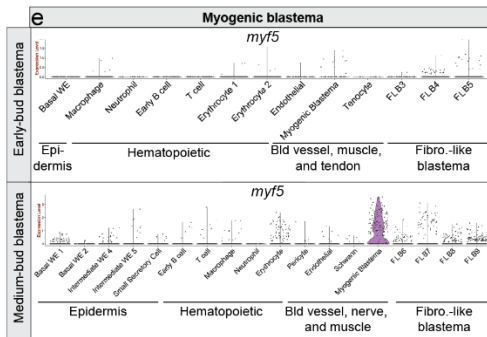 e
Myogenic blastema
Early-bud blastema
myf5
Expression Level
Basal WE
Macrophage
Neutrophil
Early B cell
T cell
Erythrocyte 1
Erythrocyte 2
Endothelial
Myogenic Blastema
Tenocyte
FLB3
FLB4
FLB5
Epi-
dermis
Hematopoietic
Bld vessel, muscle,
and tendon
Fibro.-like
blastema
Medium-bud blastema
myf5
Expression Level
Basal WE 1
Basal WE 2
Intermediate WE 4
Intermediate WE 5
Small Secretory Cell
Early B cell
T cell
Macrophage
Neutrophil
Erythrocyte
Pericyte
Endothelial
Schwann
Myogenic Blastema
FLB6
FLB7
FLB8
FLB9
Epidermis
Hematopoietic
Bld vessel, nerve,
and muscle
Fibro.-like
blastema